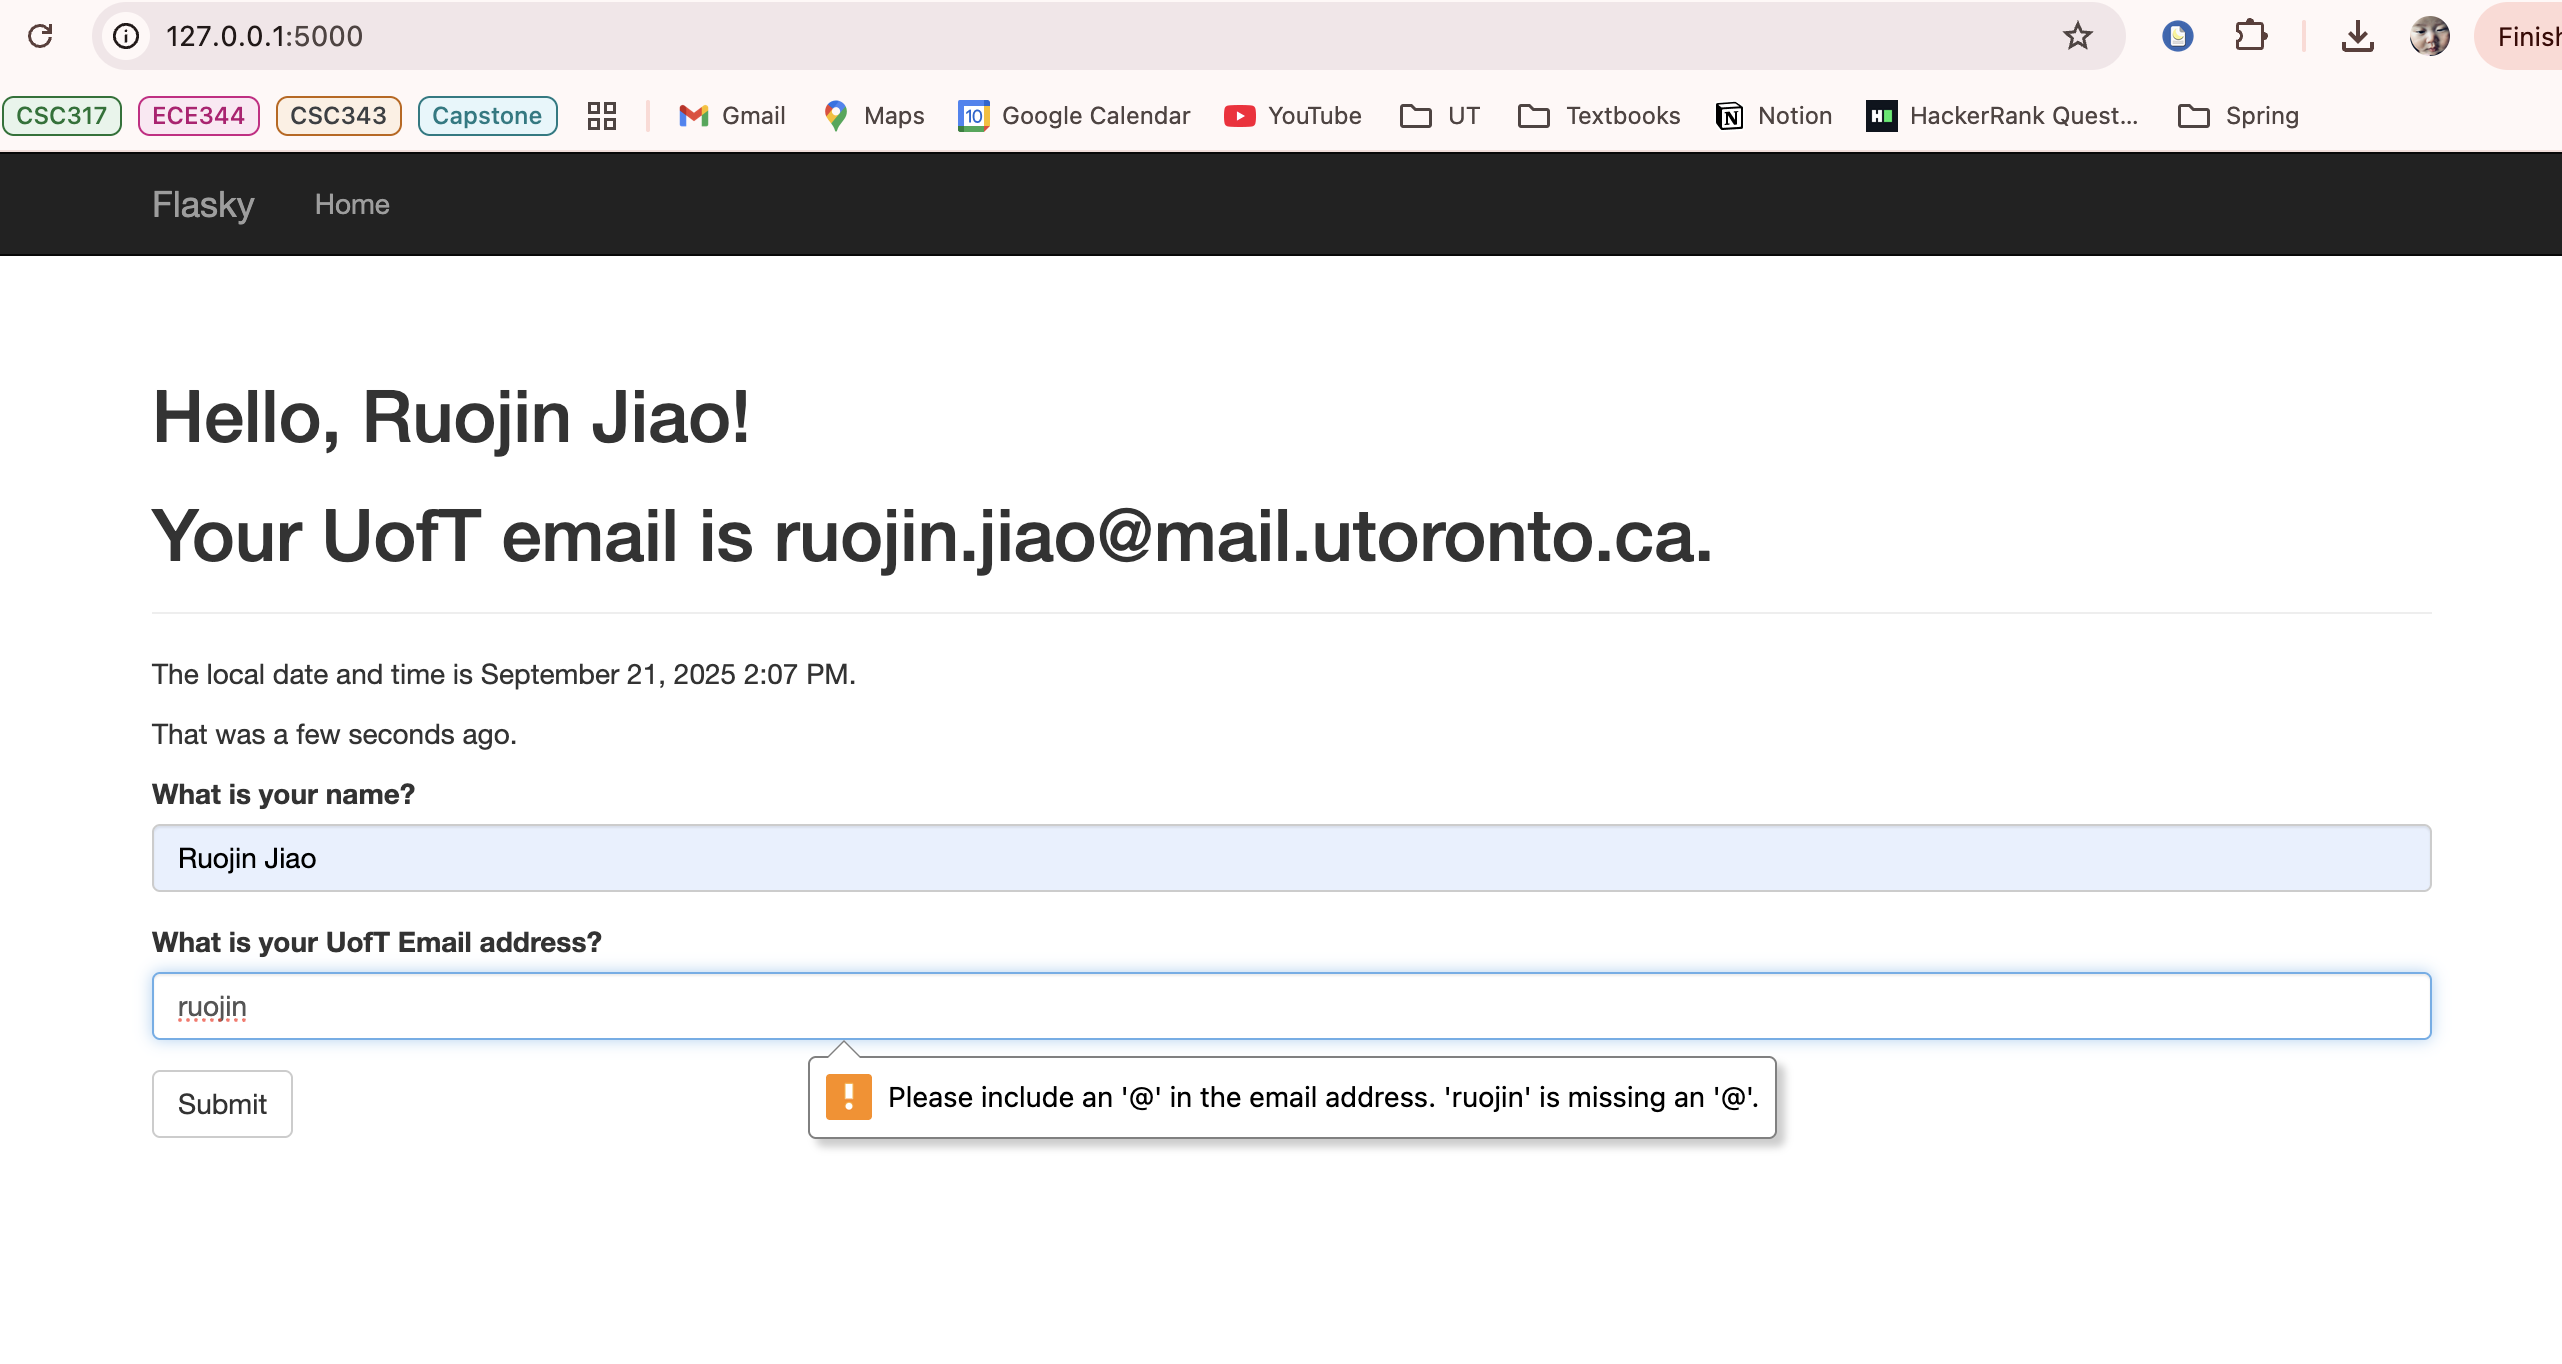 127.0.0.1:5000
Finish
CSC317 ECE344 CSC343 Capstone Gmail Maps 10 Google Calendar YouTube UT Textbooks Notion HackerRank Quest... Spring
Flasky Home
Hello, Ruojin Jiao!
Your UofT email is ruojin.jiao@mail.utoronto.ca.
The local date and time is September 21, 2025 2:07 PM.
That was a few seconds ago.
What is your name?
Ruojin Jiao
What is your UofT Email address?
ruojin
Please include an '@' in the email address. 'ruojin' is missing an '@'.
Submit